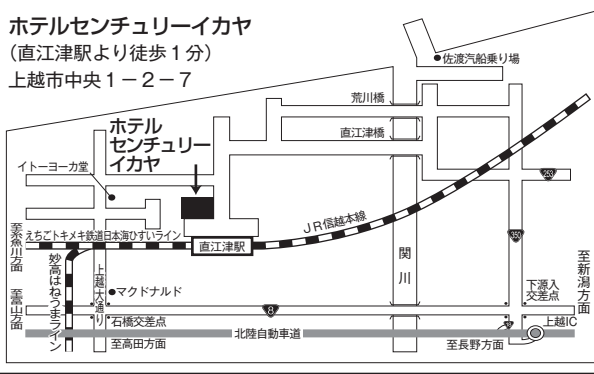 ホテルセンチュリーイカヤ
(直江津駅より徒歩1分)
上越市中央1－2－7
佐渡汽船乗り場
荒川橋
直江津橋
ホテル
センチュリー
イカヤ
イトーヨーカ堂
253
350
JR信越本線
至糸魚川方面
えちごトキメキ鉄道日本海ひすいライン
直江津駅
関川
至新潟方面
妙高はねうまライン
上越大通り
マクドナルド
下源入
交差点
至富山方面
8
石橋交差点
北陸自動車道
上越IC
至高田方面
至長野方面